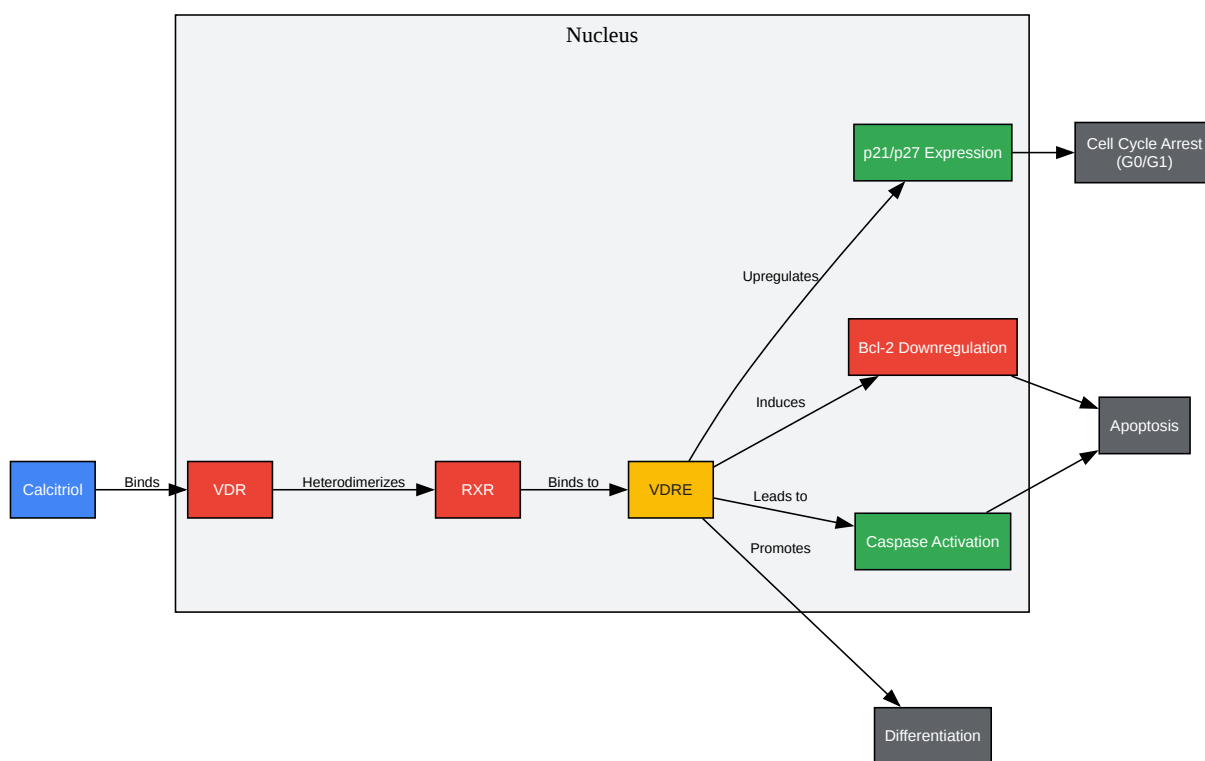 Nucleus
p21/p27 Expression
Cell Cycle Arrest
(G0/G1)
Upregulates
Bcl-2 Downregulation
Induces
Apoptosis
Calcitriol
Binds
VDR
Heterodimerizes
RXR
Binds to
VDRE
Leads to
Caspase Activation
Promotes
Differentiation